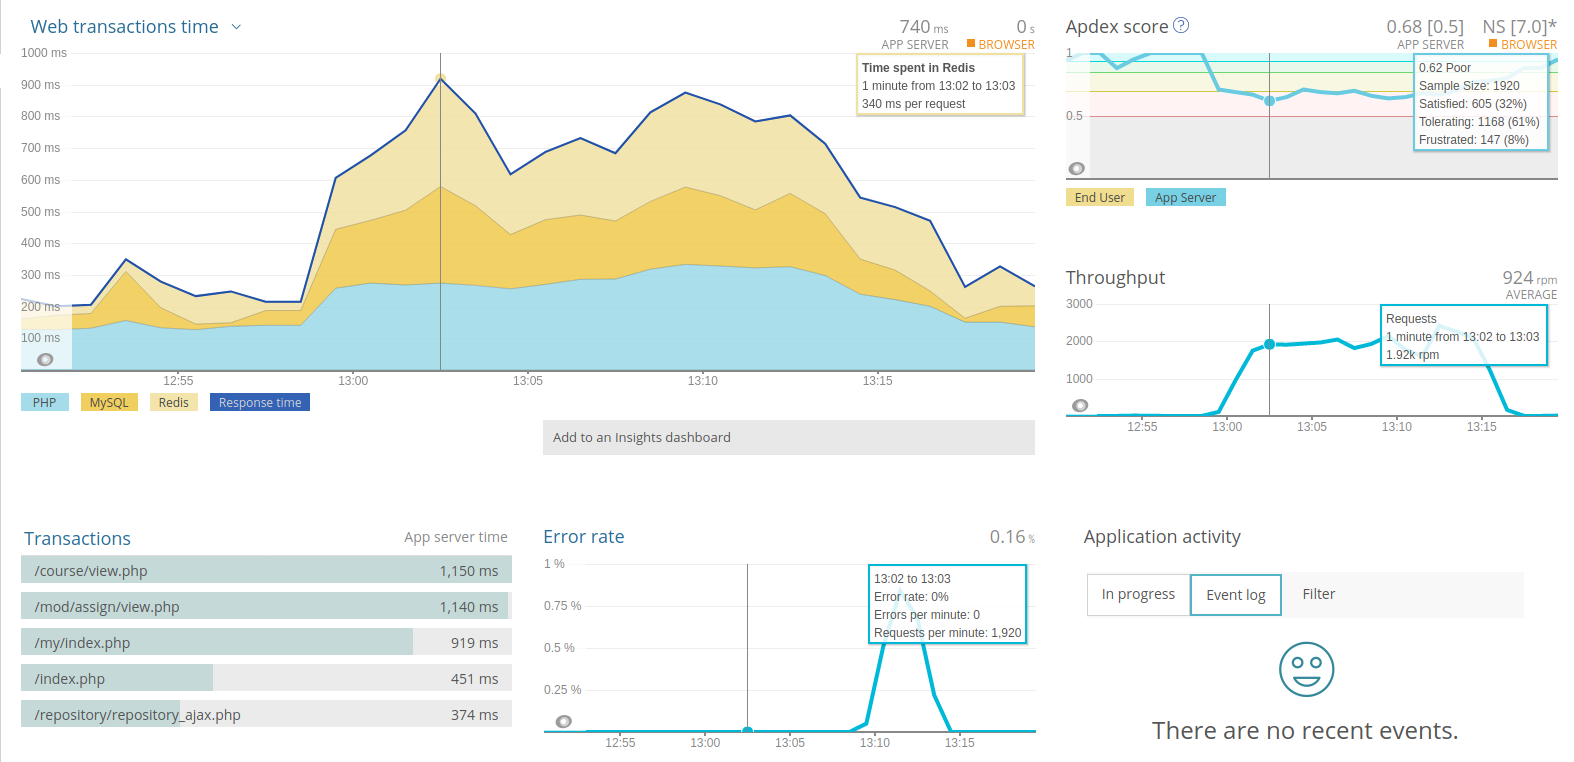 Web transactions time
740 ms
APP SERVER
0 s
BROWSER
1000 ms
900 ms
800 ms
700 ms
600 ms
500 ms
400 ms
300 ms
200 ms
100 ms
Time spent in Redis
1 minute from 13:02 to 13:03
340 ms per request
12:55
13:00
13:05
13:10
13:15
PHP
MySQL
Redis
Response time
Add to an Insights dashboard
Apdex score ?
0.68 [0.5]
APP SERVER
NS [7.0]*
BROWSER
1
0.5
0.62 Poor
Sample Size: 1920
Satisfied: 605 (32%)
Tolerating: 1168 (61%)
Frustrated: 147 (8%)
End User
App Server
Throughput
924 rpm
AVERAGE
3000
2000
1000
Requests
1 minute from 13:02 to 13:03
1.92k rpm
12:55
13:00
13:05
13:10
13:15
Transactions
App server time
/course/view.php 1,150 ms
/mod/assign/view.php 1,140 ms
/my/index.php 919 ms
/index.php 451 ms
/repository/repository_ajax.php 374 ms
Error rate
0.16 %
1 %
0.75 %
0.5 %
0.25 %
13:02 to 13:03
Error rate: 0%
Errors per minute: 0
Requests per minute: 1,920
12:55
13:00
13:05
13:10
13:15
Application activity
In progress
Event log
Filter
There are no recent events.